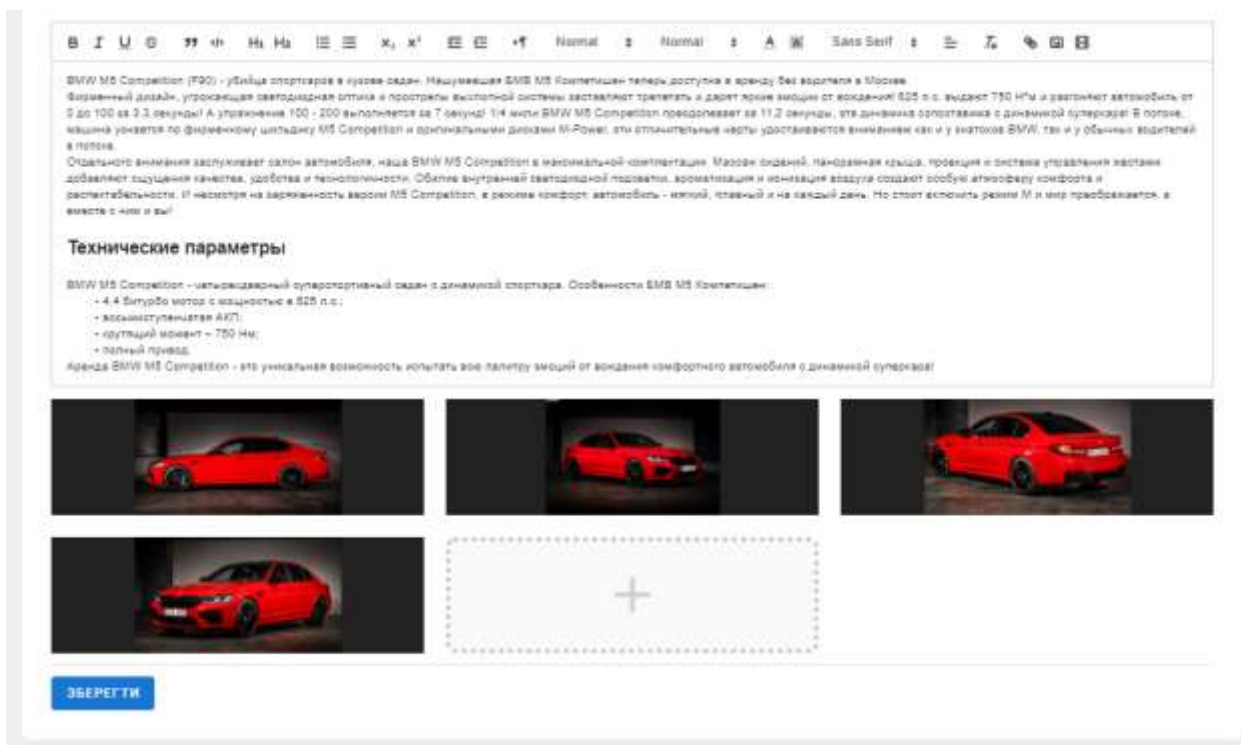 B I U S ” <> H₁ H₂ X₂ X² ¶ Normal Normal A A Sans Serif Tx
BMW M5 Competition (F90) - убийца спорткаров в кузове седан. Нашумевшая БМВ М5 Компетишен теперь доступна в аренду без водителя в Москве.
Фирменный дизайн, угрожающая светодиодная оптика и прострелы выхлопной системы заставляют трепетать и дарят яркие эмоции от вождения! 625 л.с. выдают 750 Н*м и разгоняют автомобиль от
0 до 100 за 3.3 секунды! А упражнение 100 - 200 выполняется за 7 секунд! 1/4 мили BMW M5 Competition преодолевает за 11,2 секунды, эта динамика сопоставима с динамикой суперкара! В потоке,
машина узнается по фирменному шильдику M5 Competition и оригинальными дисками M-Power, эти отличительные черты удостаиваются вниманием как и у знатоков BMW, так и у обычных водителей
в потоке.
Отдельного внимания заслуживает салон автомобиля, наша BMW M5 Competition в максимальной комплектации. Массаж сидений, панорамная крыша, проекция и система управления жестами
добавляют ощущения качества, удобства и технологичности. Обилие внутренней светодиодной подсветки, ароматизация и ионизация воздуха создают особую атмосферу комфорта и
респектабельности. И несмотря на заряженность версии M5 Competition, в режиме комфорт, автомобиль - мягкий, плавный и на каждый день. Но стоит включить режим М и мир преображается, а
вместе с ним и вы!
Технические параметры
BMW M5 Competition - четырехдверный суперспортивный седан с динамикой спорткара. Особенности БМВ М5 Компетишен:
• 4.4 битурбо мотор с мощностью в 625 л.с.;
• восьмиступенчатая АКП;
• крутящий момент – 750 Нм;
• полный привод.
Аренда BMW M5 Competition - это уникальная возможность испытать всю палитру эмоций от вождения комфортного автомобиля с динамикой суперкара!
ЗБЕРЕГТИ